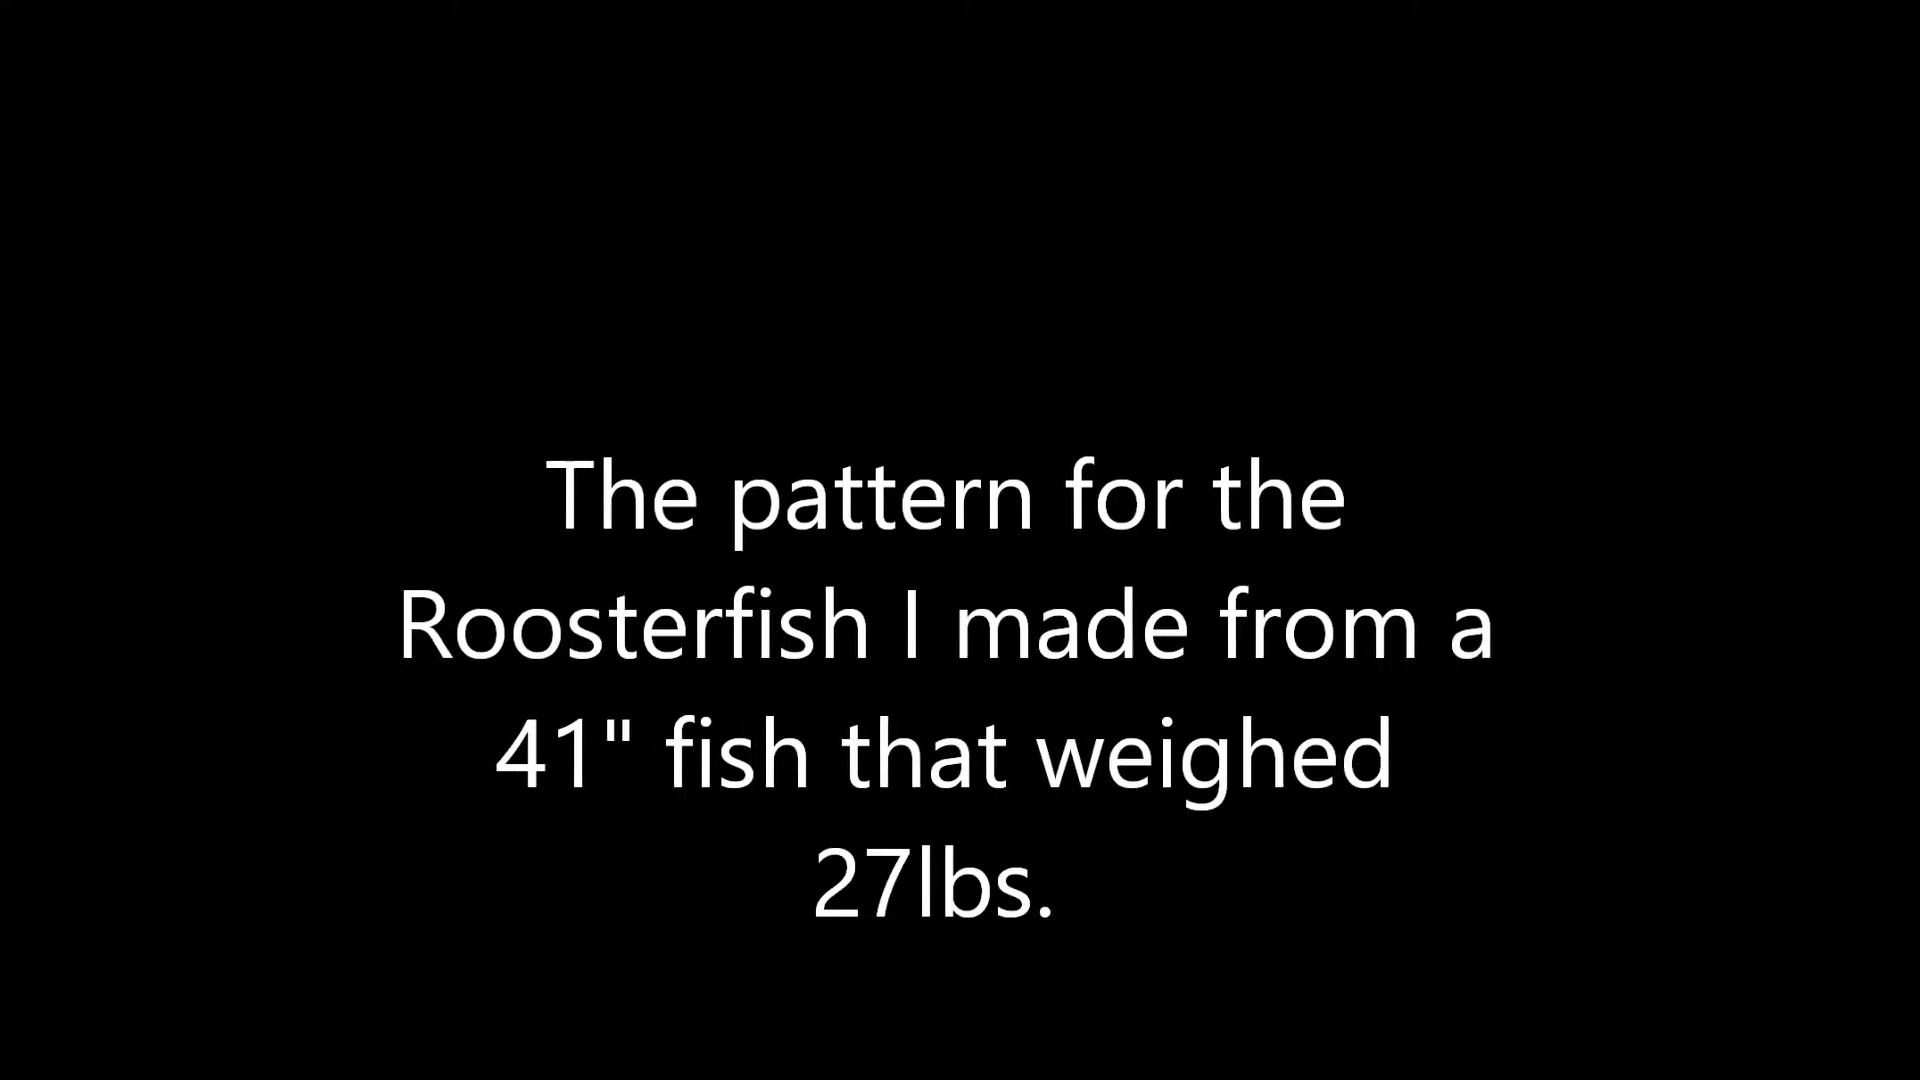 The pattern for the
Roosterfish I made from a
41" fish that weighed
27lbs.